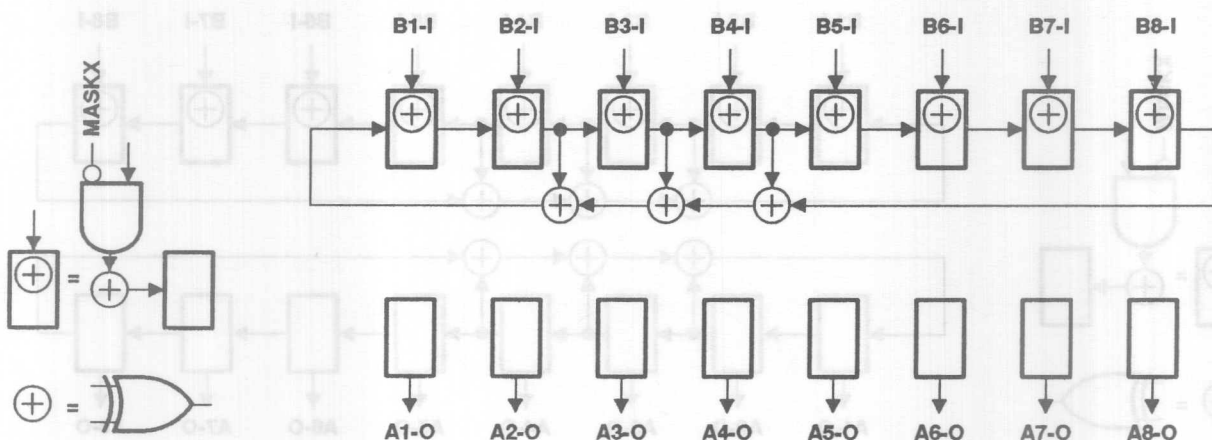 B1-I B2-I B3-I B4-I B5-I B6-I B7-I B8-I
MASKX
=
=
A1-O A2-O A3-O A4-O A5-O A6-O A7-O A8-O